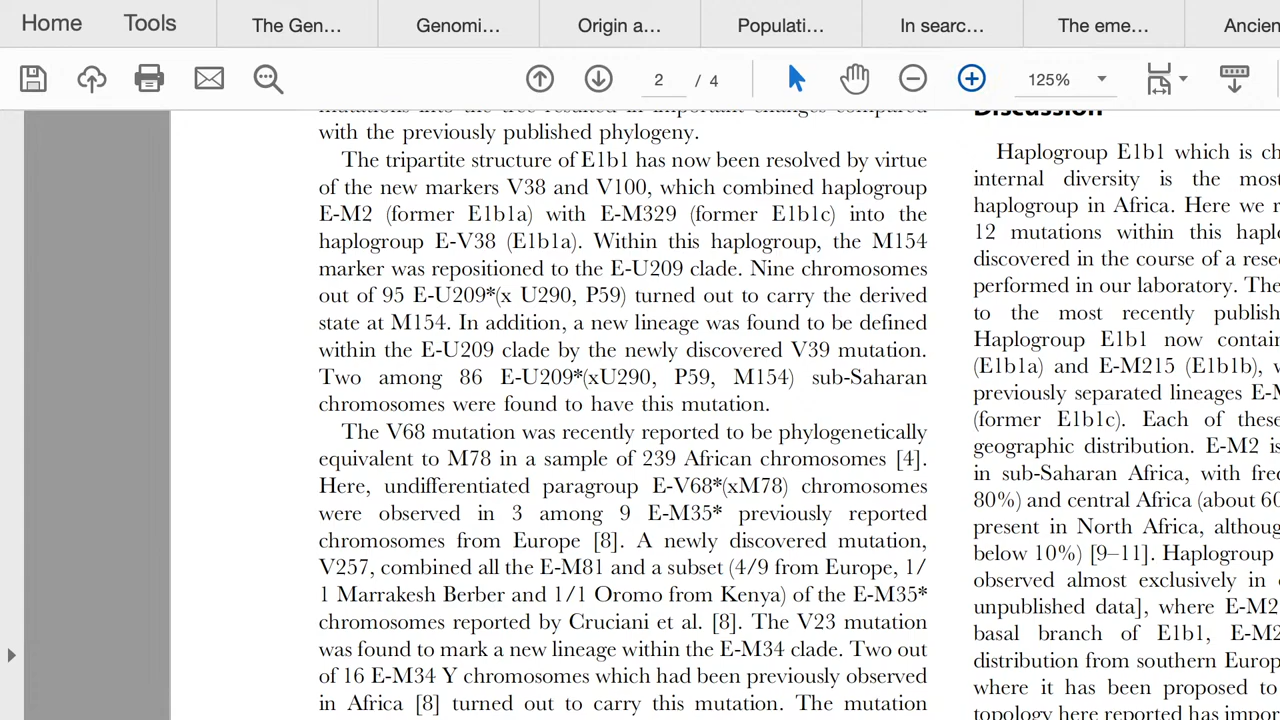 Home Tools The Gen... Genomi... Origin a... Populati... In searc... The eme... Ancien
2 / 4 125%
mutations into the tree resulted in important changes compared
with the previously published phylogeny.
The tripartite structure of E1b1 has now been resolved by virtue
of the new markers V38 and V100, which combined haplogroup
E-M2 (former E1b1a) with E-M329 (former E1b1c) into the
haplogroup E-V38 (E1b1a). Within this haplogroup, the M154
marker was repositioned to the E-U209 clade. Nine chromosomes
out of 95 E-U209*(x U290, P59) turned out to carry the derived
state at M154. In addition, a new lineage was found to be defined
within the E-U209 clade by the newly discovered V39 mutation.
Two among 86 E-U209*(xU290, P59, M154) sub-Saharan
chromosomes were found to have this mutation.
The V68 mutation was recently reported to be phylogenetically
equivalent to M78 in a sample of 239 African chromosomes [4].
Here, undifferentiated paragroup E-V68*(xM78) chromosomes
were observed in 3 among 9 E-M35* previously reported
chromosomes from Europe [8]. A newly discovered mutation,
V257, combined all the E-M81 and a subset (4/9 from Europe, 1/
1 Marrakesh Berber and 1/1 Oromo from Kenya) of the E-M35*
chromosomes reported by Cruciani et al. [8]. The V23 mutation
was found to mark a new lineage within the E-M34 clade. Two out
of 16 E-M34 Y chromosomes which had been previously observed
in Africa [8] turned out to carry this mutation. The mutation
Discussion
Haplogroup E1b1 which is ch
internal diversity is the most
haplogroup in Africa. Here we r
12 mutations within this haplo
discovered in the course of a rese
performed in our laboratory. The
to the most recently publish
Haplogroup E1b1 now contain
(E1b1a) and E-M215 (E1b1b), w
previously separated lineages E-M
(former E1b1c). Each of these
geographic distribution. E-M2 is
in sub-Saharan Africa, with freq
80%) and central Africa (about 60
present in North Africa, althoug
below 10%) [9–11]. Haplogroup
observed almost exclusively in e
unpublished data], where E-M2
basal branch of E1b1, E-M2
distribution from southern Europ
where it has been proposed to
topology here reported has impor